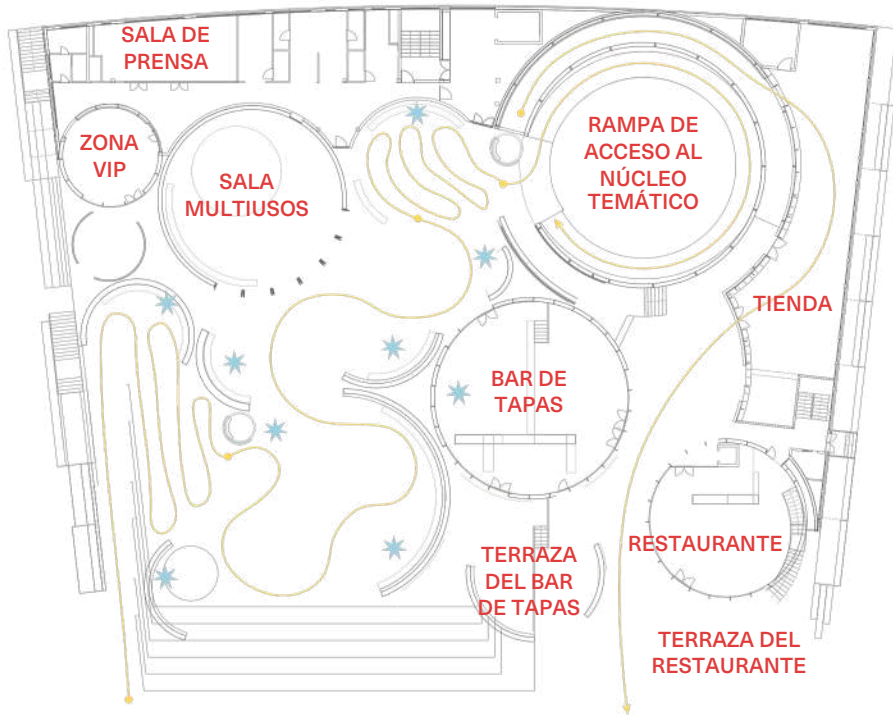 SALA DE
PRENSA
ZONA
VIP
SALA
MULTIUSOS
RAMPA DE
ACCESO AL
NÚCLEO
TEMÁTICO
TIENDA
BAR DE
TAPAS
RESTAURANTE
TERRAZA
DEL BAR
DE TAPAS
TERRAZA DEL
RESTAURANTE